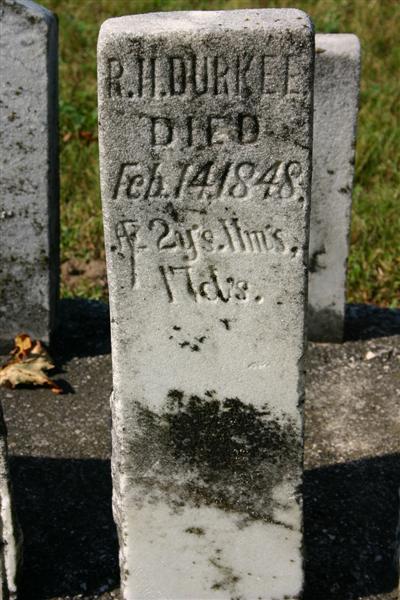 R.H.DURKEE
DIED
Feb. 14, 1848.
Æ. 2y's. 11m's.
17d's.